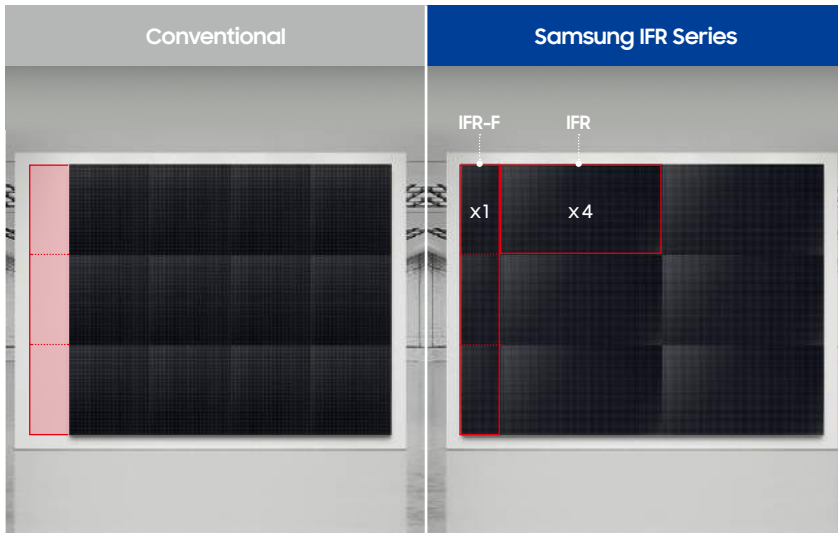 Conventional
Samsung IFR Series
IFR-F
IFR
x1
x4